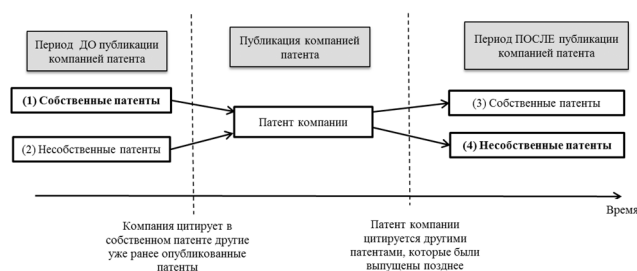 Период ДО публикации
компанией патента
Публикация компанией
патента
Период ПОСЛЕ публикации
компанией патента
(1) Собственные патенты
(2) Несобственные патенты
Патент компании
(3) Собственные патенты
(4) Несобственные патенты
Время
Компания цитирует в
собственном патенте другие
уже ранее опубликованные
патенты
Патент компании
цитируется другими
патентами, которые были
выпущены позднее